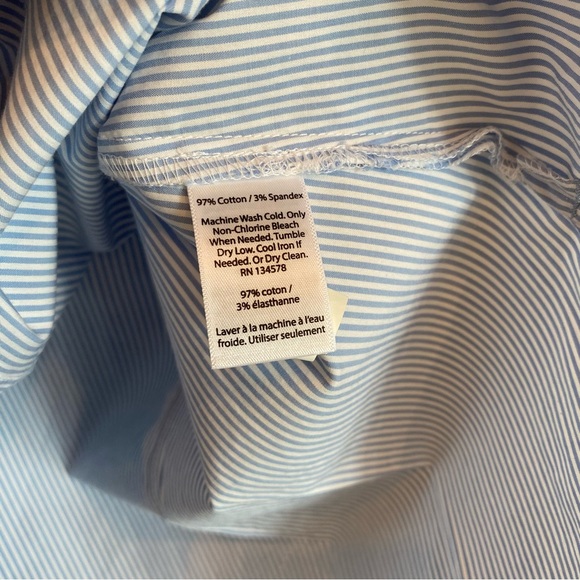 97% Cotton / 3% Spandex
Machine Wash Cold. Only
Non-Chlorine Bleach
When Needed. Tumble
Dry Low. Cool Iron If
Needed. Or Dry Clean.
RN 134578
97% coton /
3% élasthanne
Laver à la machine à l'eau
froide. Utiliser seulement